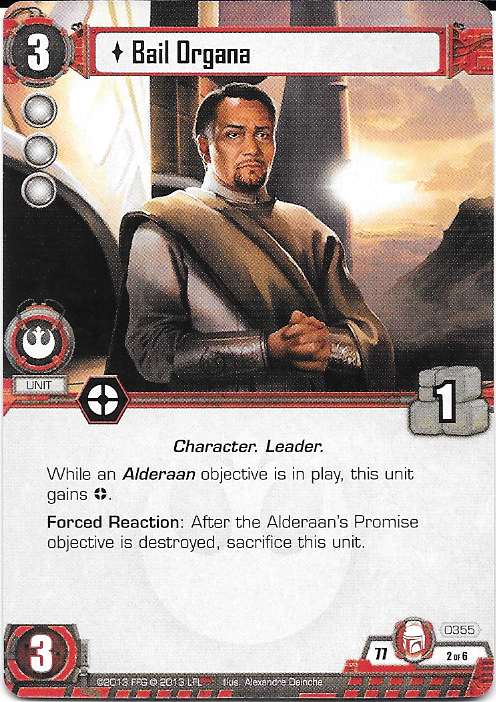 3
Bail Organa
UNIT
1
Character. Leader.
While an Alderaan objective is in play, this unit
gains .
Forced Reaction: After the Alderaan's Promise
objective is destroyed, sacrifice this unit.
0355
77
2 of 6
3
©2013 FFG © 2013 LFL Illus. Alexandre Dainche